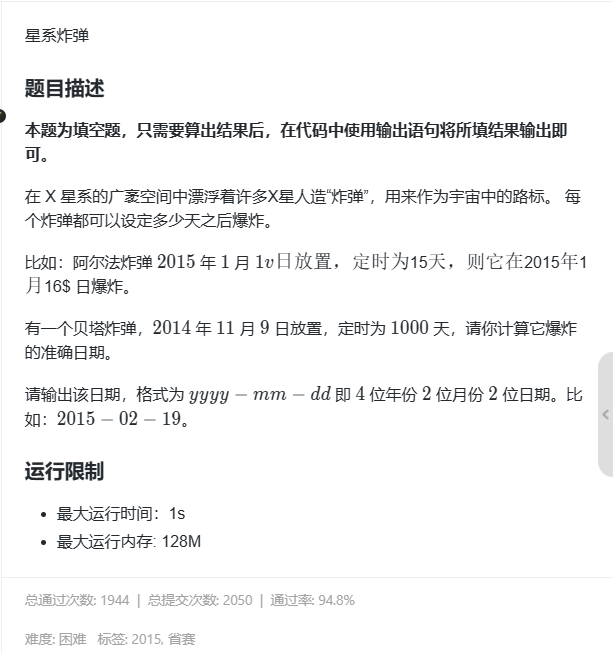 星系炸弹
题目描述
本题为填空题，只需要算出结果后，在代码中使用输出语句将所填结果输出即
可。
在 X 星系的广袤空间中漂浮着许多X星人造“炸弹”，用来作为宇宙中的路标。 每
个炸弹都可以设定多少天之后爆炸。
比如：阿尔法炸弹 2015 年 1 月 1v日放置，定时为15天，则它在2015年1
月16$ 日爆炸。
有一个贝塔炸弹，2014 年 11 月 9 日放置，定时为 1000 天，请你计算它爆炸
的准确日期。
请输出该日期，格式为 yyyy − mm − dd 即 4 位年份 2 位月份 2 位日期。比
如：2015 − 02 − 19。
运行限制
• 最大运行时间：1s
• 最大运行内存: 128M
总通过次数: 1944 | 总提交次数: 2050 | 通过率: 94.8%
难度: 困难 标签: 2015, 省赛